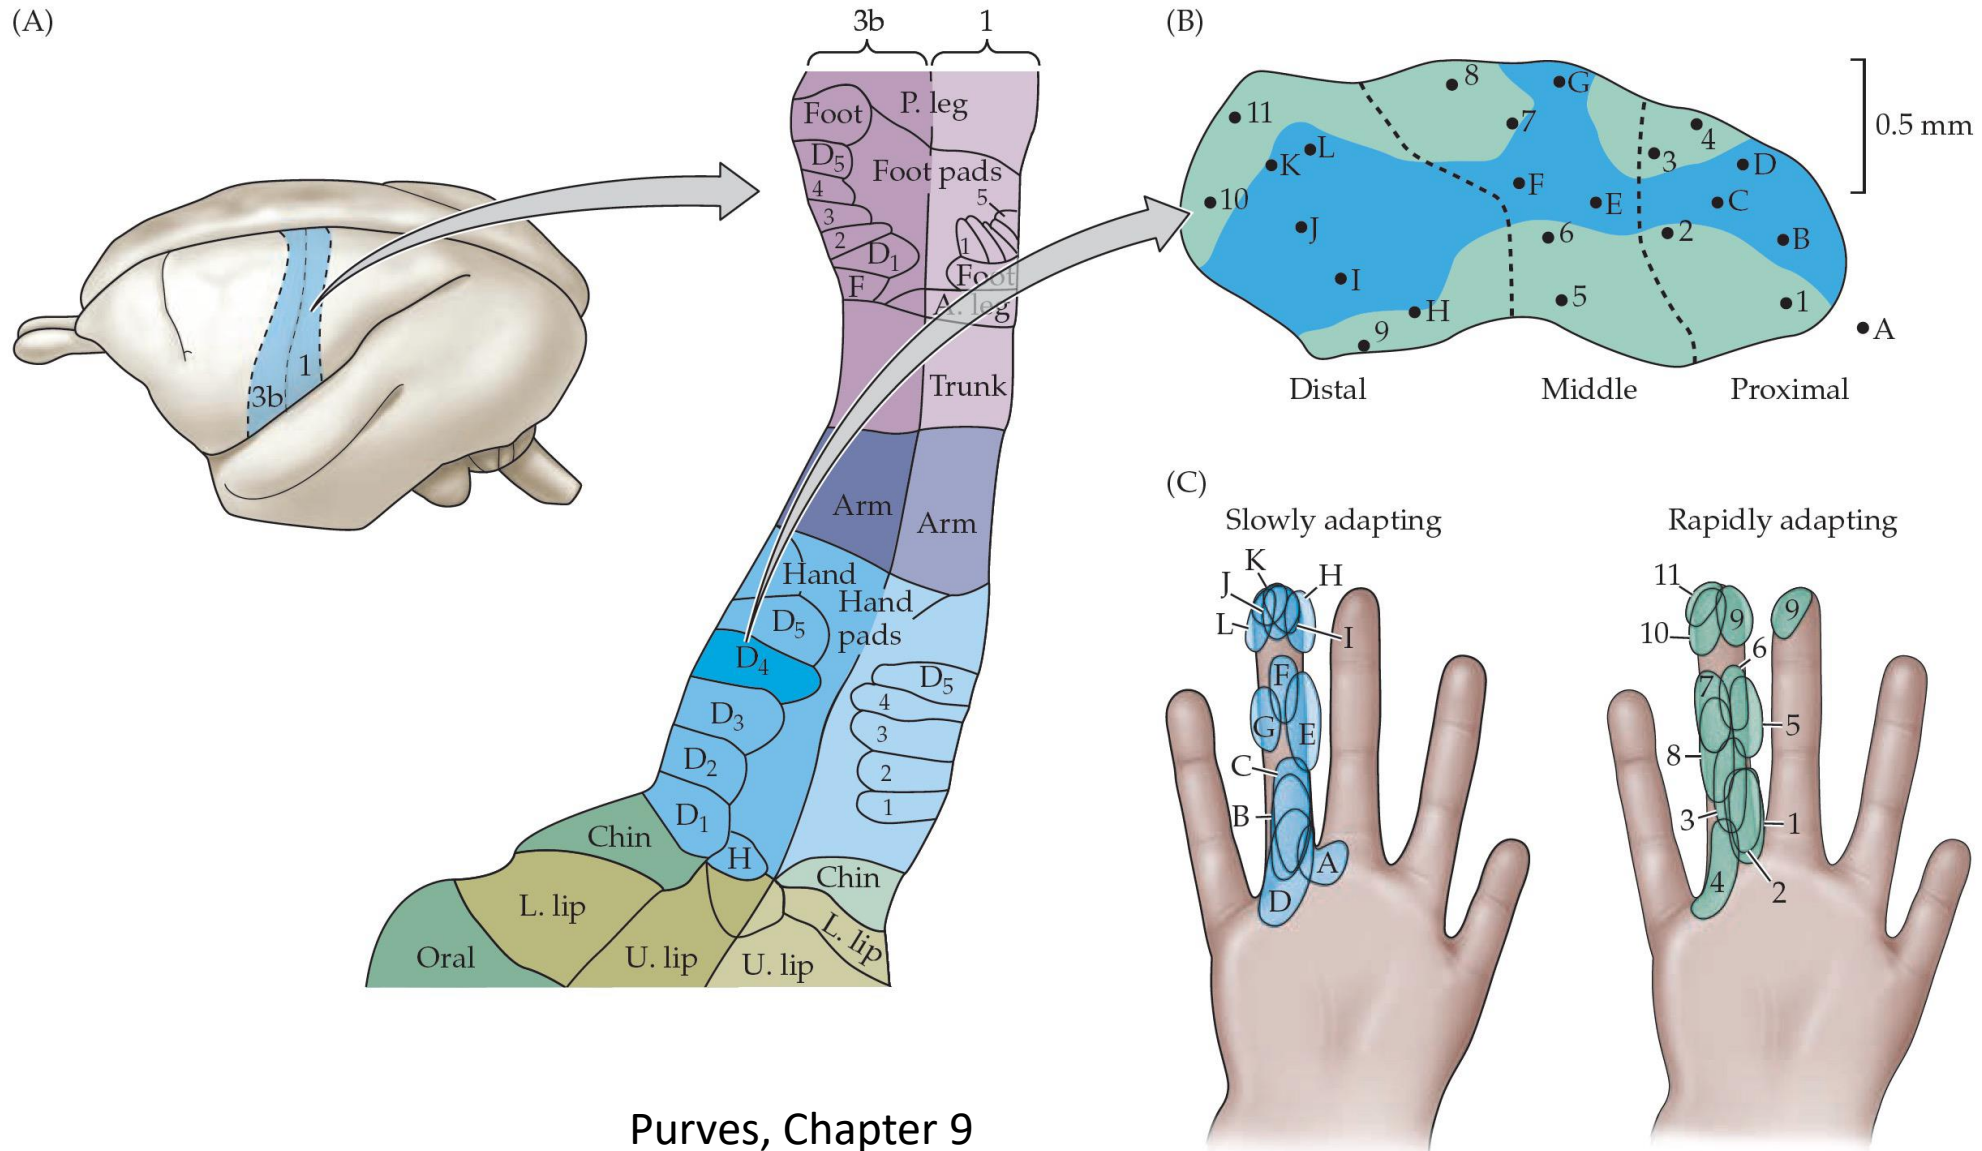 (A)
3b
1
Foot
P. leg
D5
4
3
2
D1
F
Foot pads
5
1
Foot
A. leg
Trunk
3b
1
Arm
Arm
Hand
Hand
pads
D5
D4
D3
D2
D1
H
D5
4
3
2
1
Chin
Chin
L. lip
L. lip
Oral
U. lip
U. lip
(B)
8
G
11
7
4
L
K
3
D
F
10
E
C
J
6
2
B
I
5
1
H
9
A
0.5 mm
Distal
Middle
Proximal
(C)
Slowly adapting
K
J
H
L
I
F
G
E
C
B
A
D
Rapidly adapting
11
9
9
10
6
7
5
8
3
1
4
2
Purves, Chapter 9